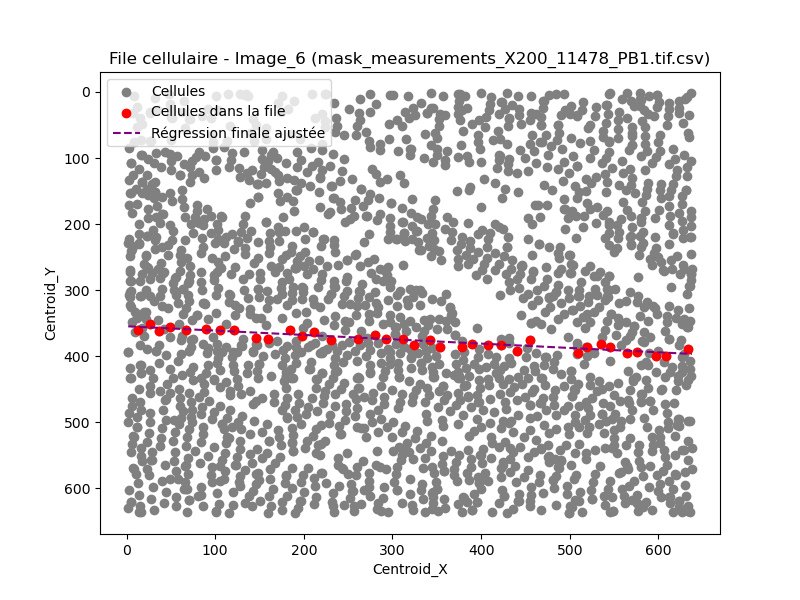 File cellulaire - Image_6 (mask_measurements_X200_11478_PB1.tif.csv)
Cellules
Cellules dans la file
Régression finale ajustée
Centroid_Y
0
100
200
300
400
500
600
0 100 200 300 400 500 600
Centroid_X